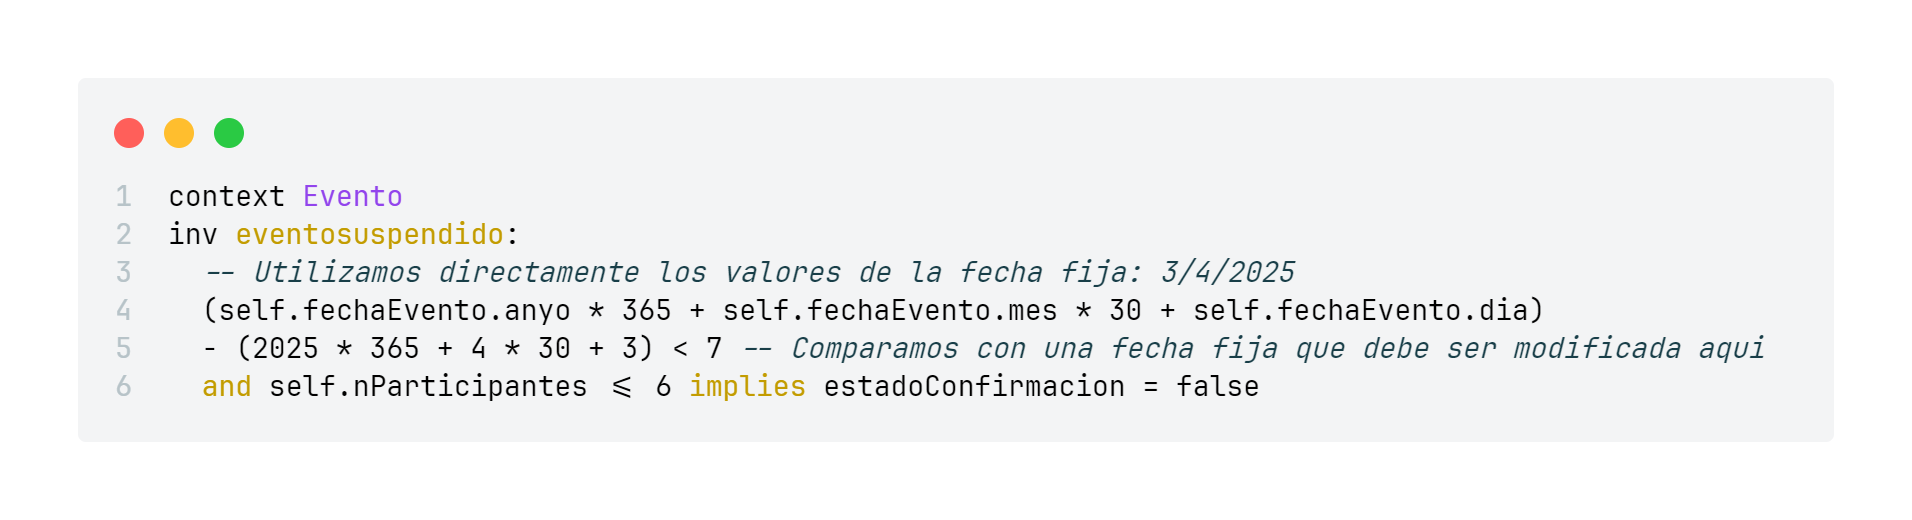 1 context Evento
2 inv eventosuspendido:
3 -- Utilizamos directamente los valores de la fecha fija: 3/4/2025
4 (self.fechaEvento.anyo * 365 + self.fechaEvento.mes * 30 + self.fechaEvento.dia)
5 - (2025 * 365 + 4 * 30 + 3) < 7 -- Comparamos con una fecha fija que debe ser modificada aqui
6 and self.nParticipantes <= 6 implies estadoConfirmacion = false